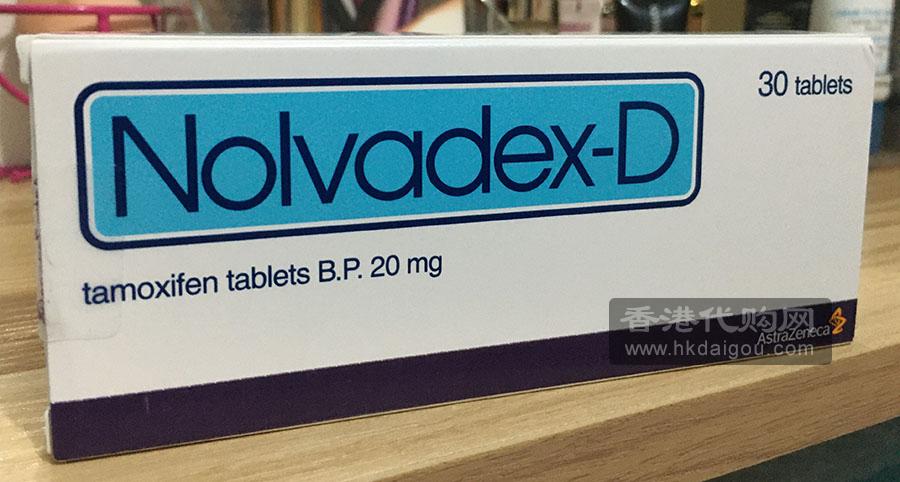 Nolvadex-D
30 tablets
tamoxifen tablets B.P. 20 mg
香港代购网
AstraZeneca
www.hkdaigou.com